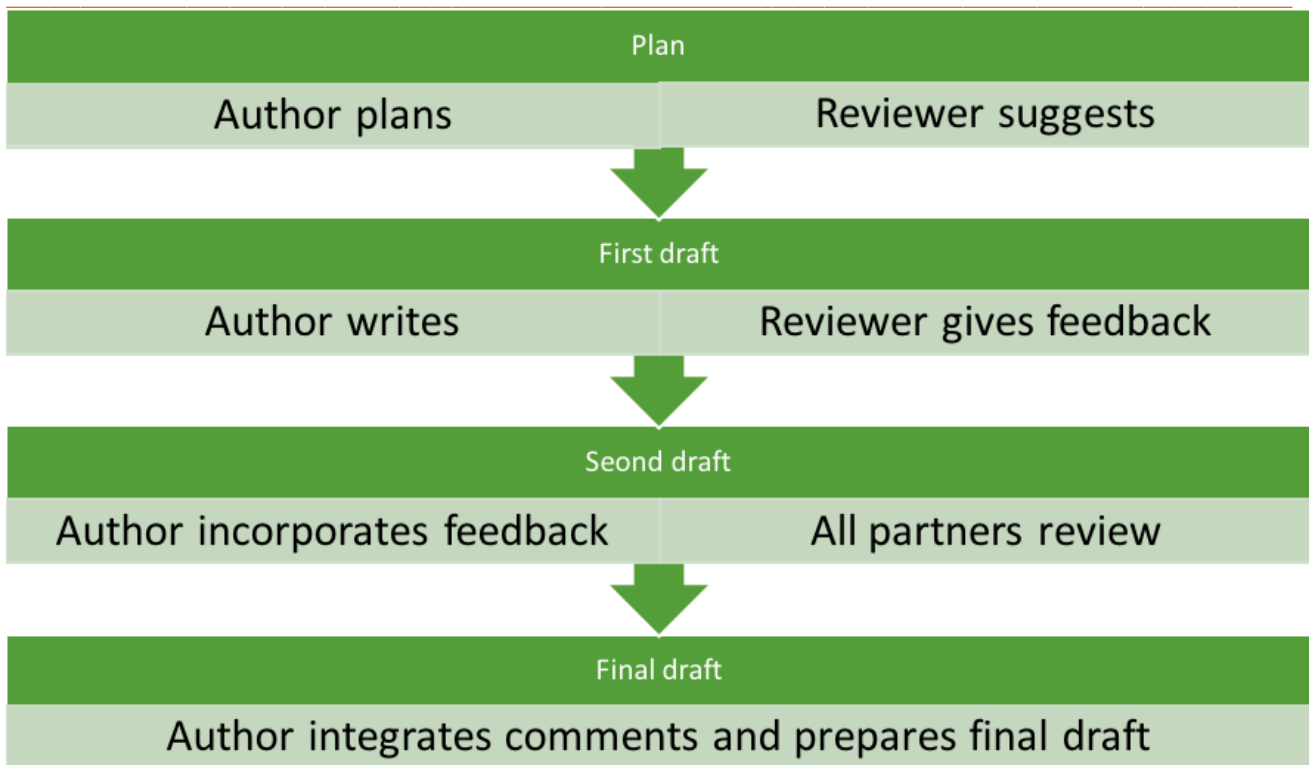 Plan
Author plans
Reviewer suggests
First draft
Author writes
Reviewer gives feedback
Seond draft
Author incorporates feedback
All partners review
Final draft
Author integrates comments and prepares final draft